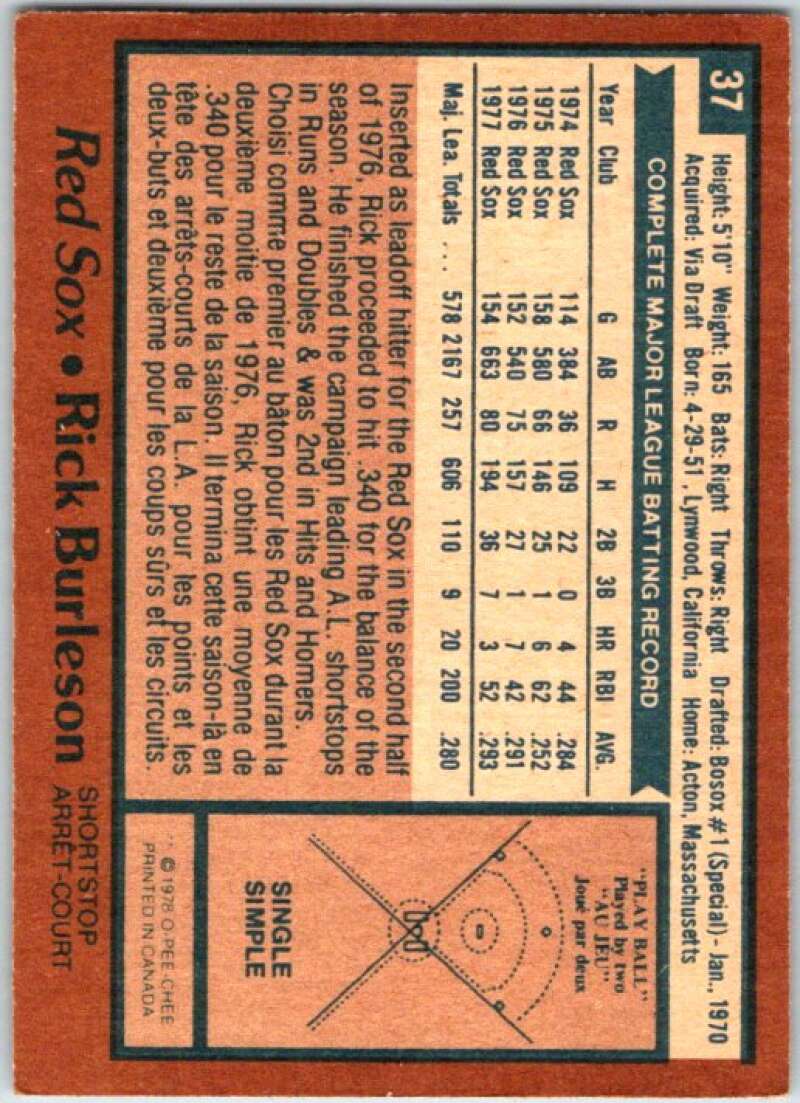 37
Height: 5'10" Weight: 165 Bats: Right Throws: Right Drafted: Bosox #1 (Special) - Jan., 1970
Acquired: Via Draft Born: 4-29-51, Lynwood, California Home: Acton, Massachusetts
COMPLETE MAJOR LEAGUE BATTING RECORD
Year Club G AB R H 2B 3B HR RBI AVG.
1974 Red Sox 114 384 36 109 22 0 4 44 .284
1975 Red Sox 158 580 66 146 25 1 6 62 .252
1976 Red Sox 152 540 75 157 27 1 7 42 .291
1977 Red Sox 154 663 80 194 36 7 3 52 .293
Maj. Lea. Totals ... 578 2167 257 606 110 9 20 200 .280
Inserted as leadoff hitter for the Red Sox in the second half
of 1976, Rick proceeded to hit .340 for the balance of the
season. He finished the campaign leading A.L. shortstops
in Runs and Doubles & was 2nd in Hits and Homers.
Choisi comme premier au bâton pour les Red Sox durant la
deuxième moitie de 1976, Rick obtint une moyenne de
.340 pour le reste de la saison. Il termina cette saison-là en
tête des arrêts-courts de la L.A. pour les points et les
deux-buts et deuxième pour les coups sûrs et les circuits.
"PLAY BALL"
Played by two
"AU JEU"
Joué par deux
SINGLE
SIMPLE
** © 1978 O-PEE-CHEE
PRINTED IN CANADA
Red Sox • Rick Burleson
SHORTSTOP
ARRÊT-COURT